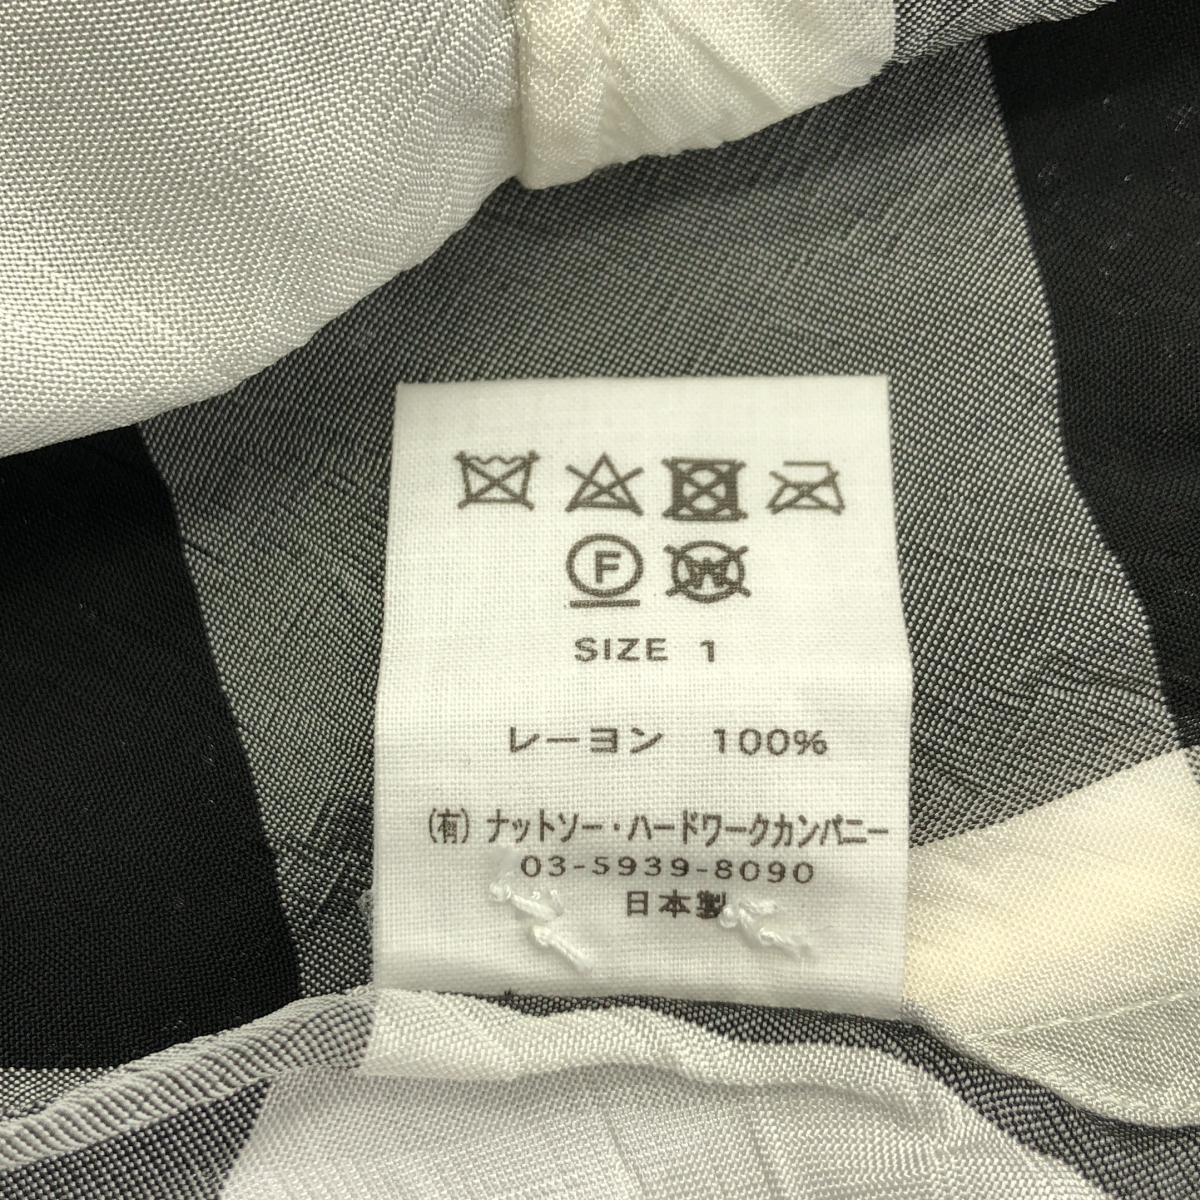 F W
SIZE 1
レーヨン 100%
(有) ナットソー・ハードワークカンパニー
03-5939-8090
日本製